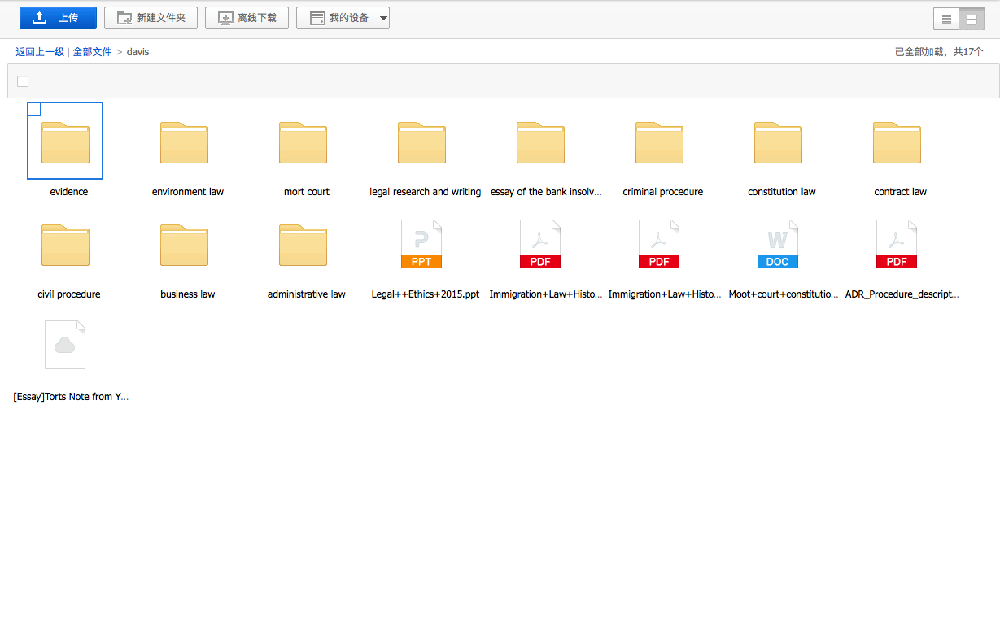 上传 新建文件夹 离线下载 我的设备
返回上一级 | 全部文件 > davis 已全部加载，共17个
evidence environment law mort court legal research and writing essay of the bank insolv... criminal procedure constitution law contract law
P W
PPT PDF PDF DOC PDF
civil procedure business law administrative law Legal++Ethics+2015.ppt Immigration+Law+Histo... Immigration+Law+Histo... Moot+court+constitutio... ADR_Procedure_descript...
[Essay]Torts Note from Y...